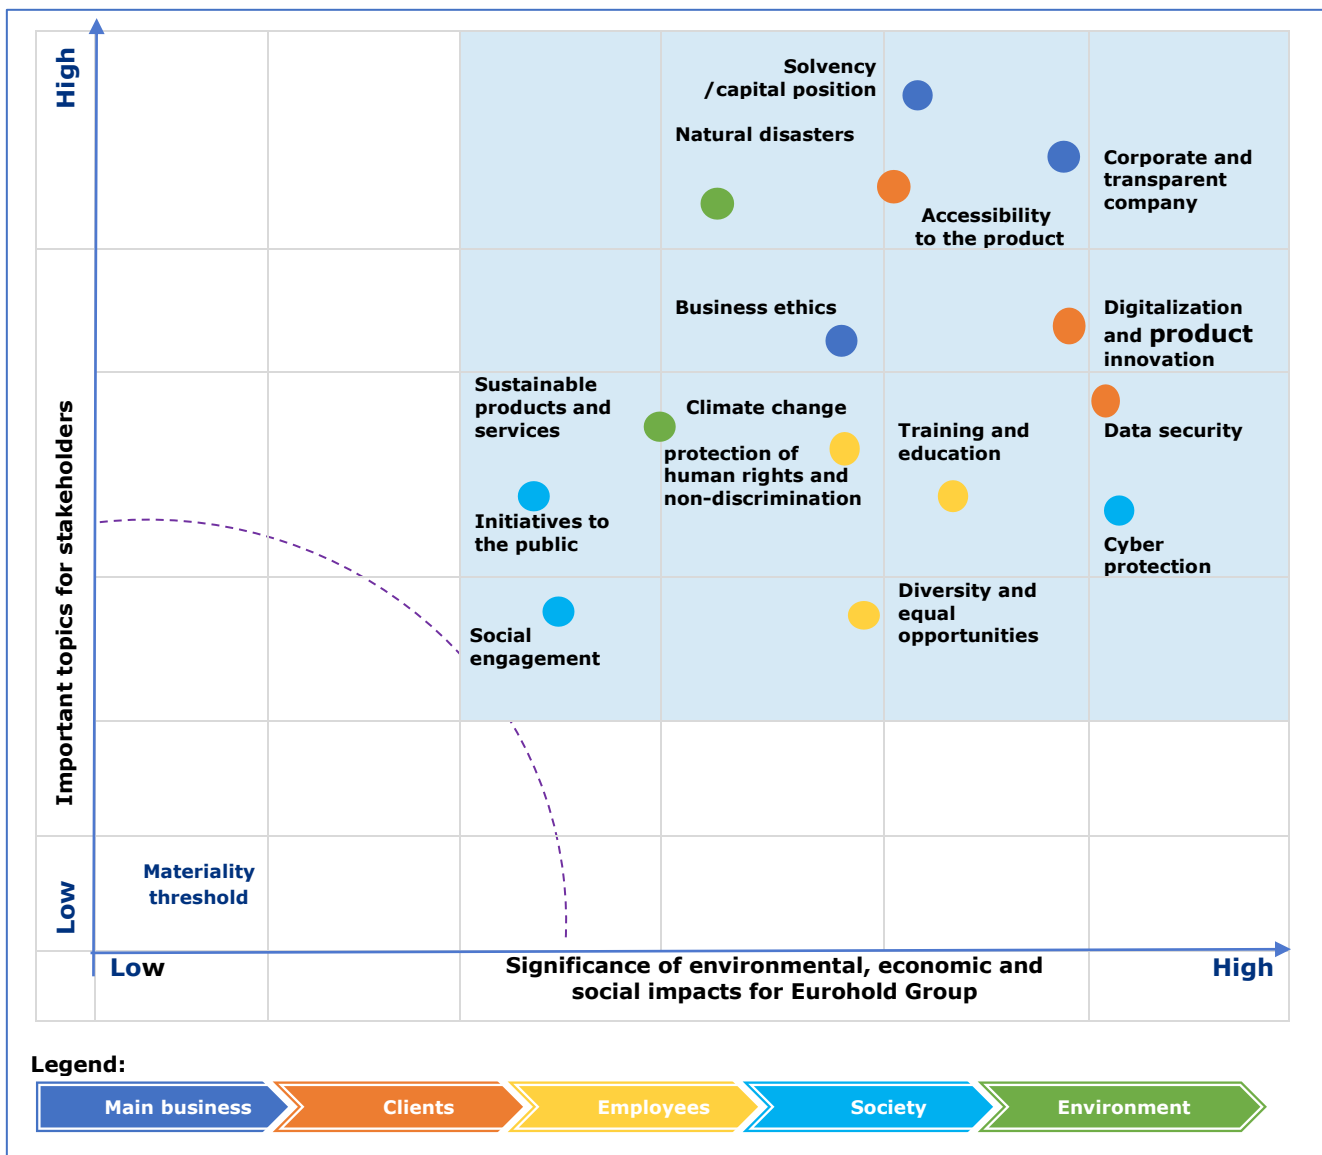 High
Solvency
/capital position
Natural disasters
Corporate and
transparent
company
Accessibility
to the product
Business ethics
Digitalization
and product
innovation
Sustainable
products and
services
Climate change
protection of
human rights and
non-discrimination
Training and
education
Data security
Initiatives to
the public
Cyber
protection
Social
engagement
Diversity and
equal
opportunities
Important topics for stakeholders
Materiality
threshold
Low
Low
Significance of environmental, economic and
social impacts for Eurohold Group
High
Legend:
Main business
Clients
Employees
Society
Environment